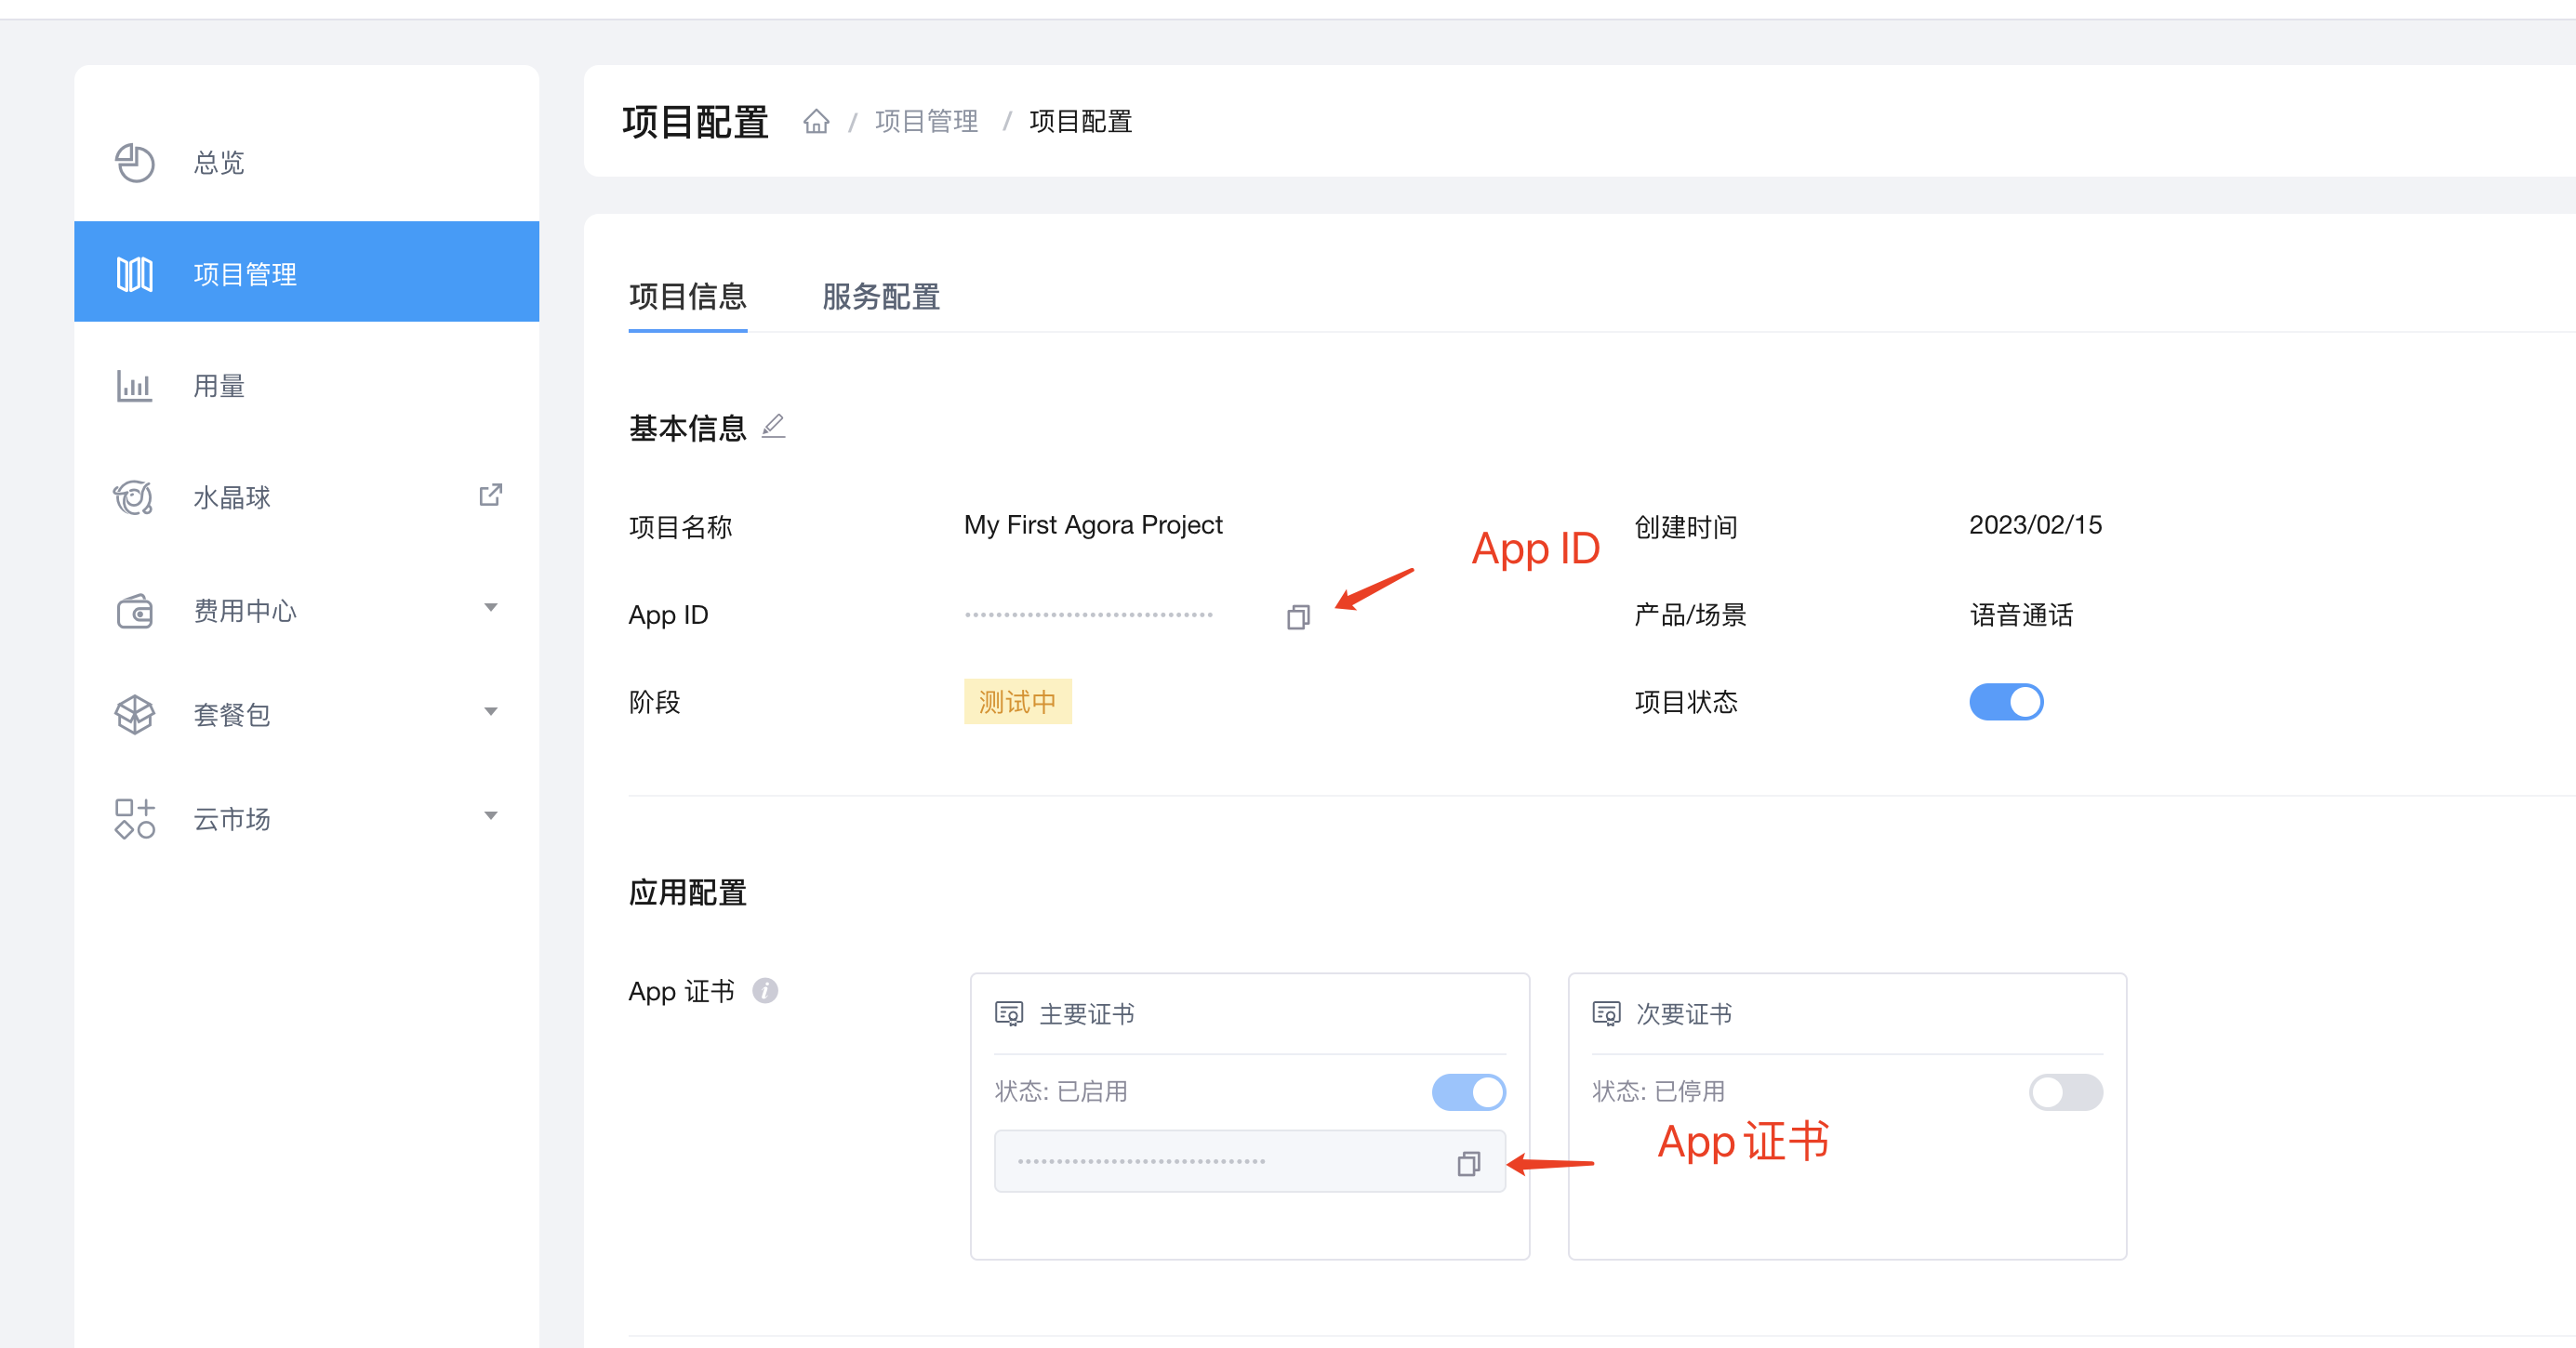 总览
项目管理
用量
水晶球
费用中心
套餐包
云市场
项目配置 / 项目管理 / 项目配置
项目信息 服务配置
基本信息
项目名称 My First Agora Project 创建时间 2023/02/15
App ID
App ID 产品/场景 语音通话
阶段 测试中 项目状态
应用配置
App 证书
主要证书
状态: 已启用
次要证书
状态: 已停用
App 证书